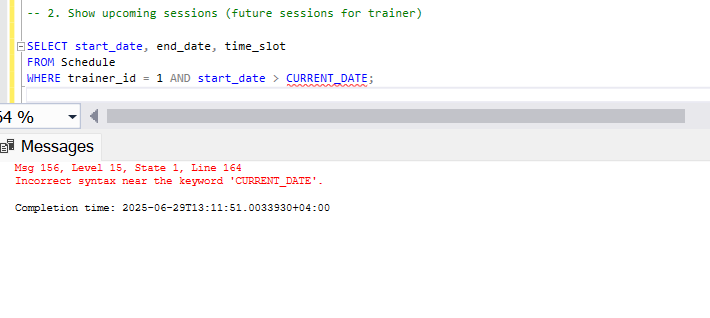 -- 2. Show upcoming sessions (future sessions for trainer)
SELECT start_date, end_date, time_slot
FROM Schedule
WHERE trainer_id = 1 AND start_date > CURRENT_DATE;
64 %
Messages
Msg 156, Level 15, State 1, Line 164
Incorrect syntax near the keyword 'CURRENT_DATE'.
Completion time: 2025-06-29T13:11:51.0033930+04:00